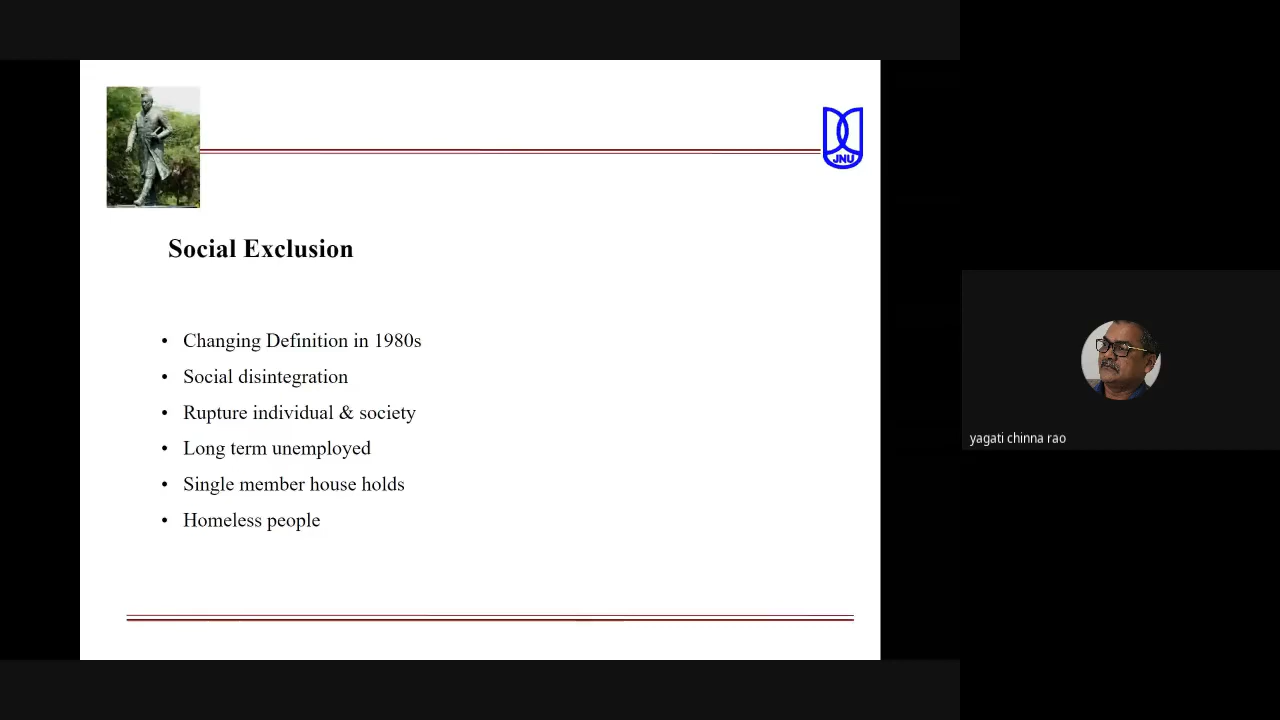 JNU
Social Exclusion
• Changing Definition in 1980s
• Social disintegration
• Rupture individual & society
• Long term unemployed
• Single member house holds
• Homeless people
yagati chinna rao